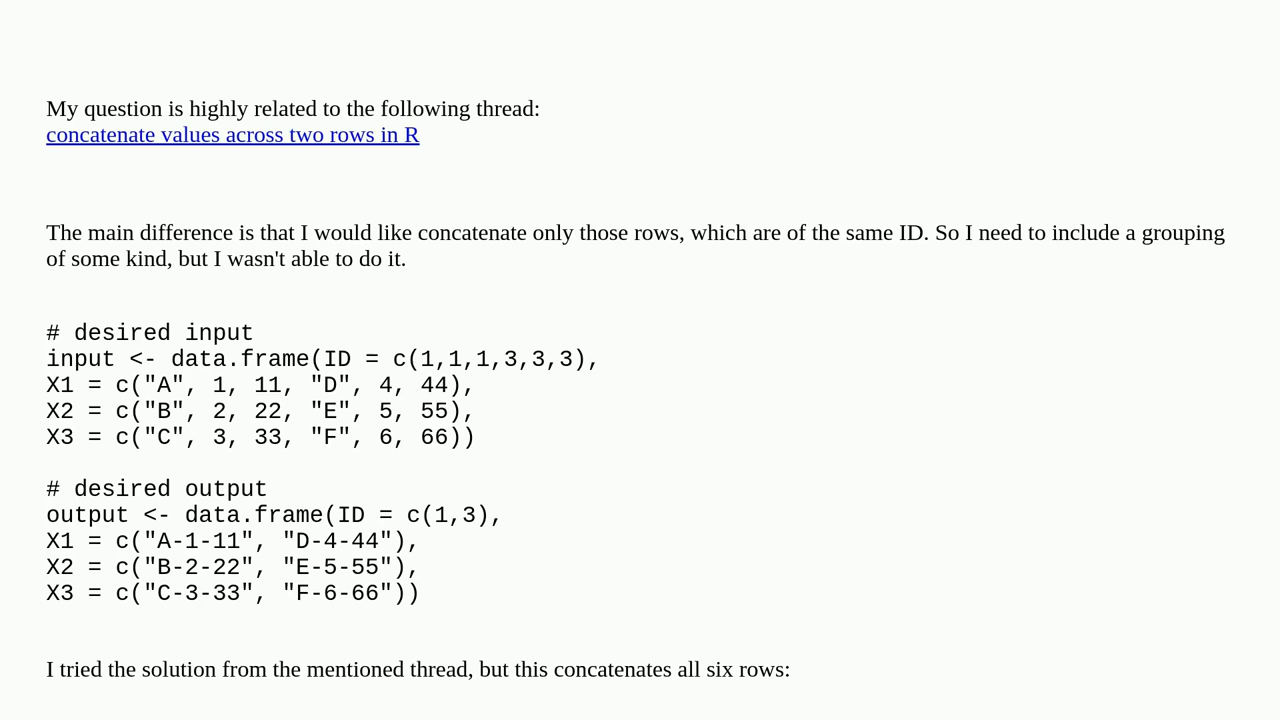 My question is highly related to the following thread:
concatenate values across two rows in R
The main difference is that I would like concatenate only those rows, which are of the same ID. So I need to include a grouping
of some kind, but I wasn't able to do it.
# desired input
input <- data.frame(ID = c(1,1,1,3,3,3),
X1 = c("A", 1, 11, "D", 4, 44),
X2 = c("B", 2, 22, "E", 5, 55),
X3 = c("C", 3, 33, "F", 6, 66))
# desired output
output <- data.frame(ID = c(1,3),
X1 = c("A-1-11", "D-4-44"),
X2 = c("B-2-22", "E-5-55"),
X3 = c("C-3-33", "F-6-66"))
I tried the solution from the mentioned thread, but this concatenates all six rows: